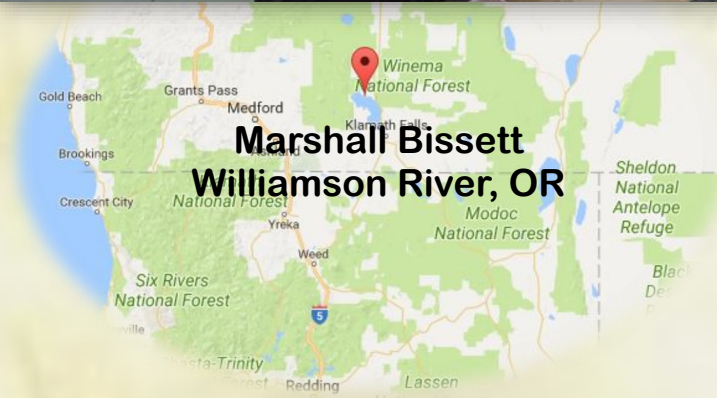 Winema
National Forest
Gold Beach
Grants Pass
Medford
Klamath Falls
Marshall Bissett
Brookings
Ashland
Williamson River, OR
Crescent City
National Forest
Sheldon
National
Antelope
Refuge
Modoc
National Forest
Yreka
Weed
Six Rivers
National Forest
5
Redding
Lassen